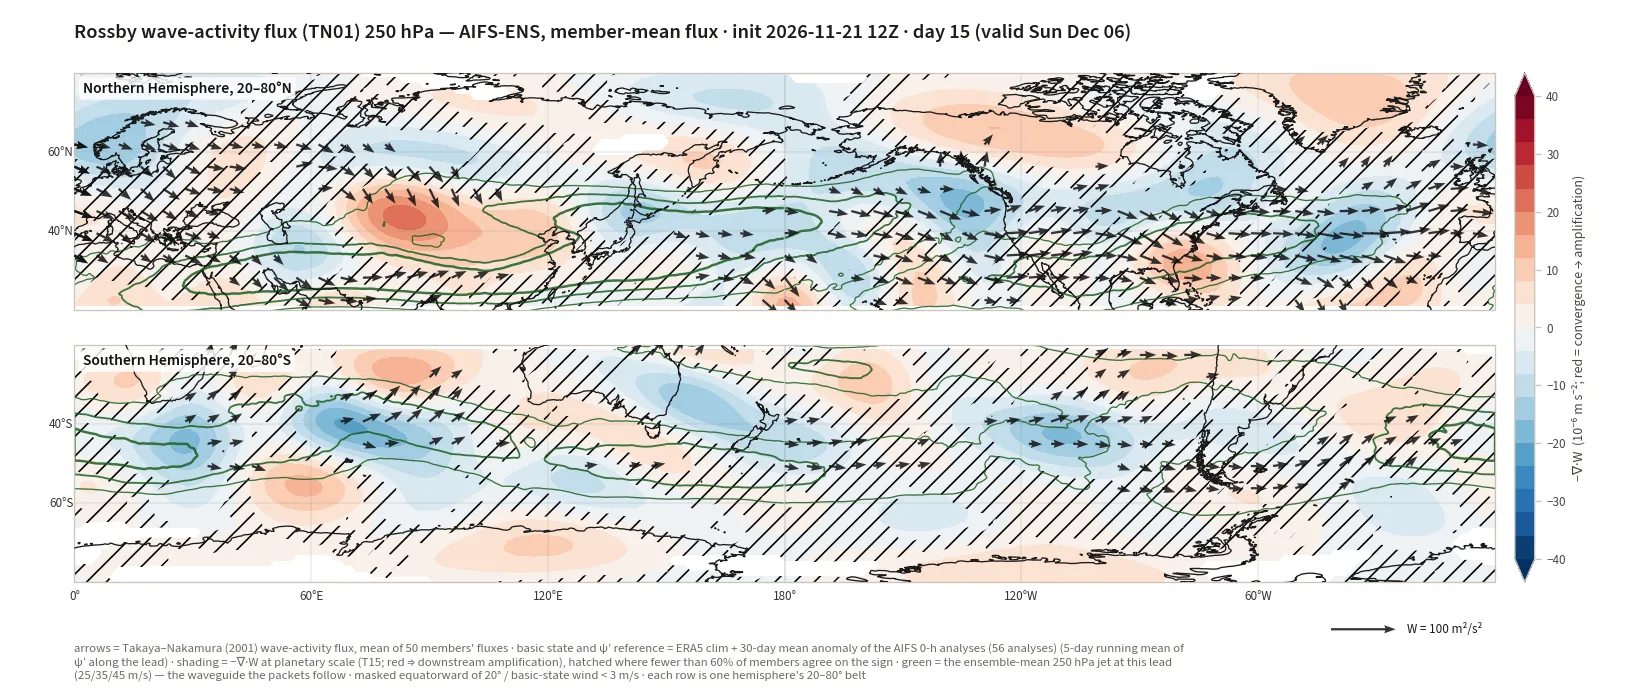 Rossby wave-activity flux (TN01) 250 hPa — AIFS-ENS, member-mean flux · init 2026-11-21 12Z · day 15 (valid Sun Dec 06)
Northern Hemisphere, 20–80°N
60°N
40°N
Southern Hemisphere, 20–80°S
40°S
60°S
0°
60°E
120°E
180°
120°W
60°W
40
30
20
10
0
−10
−20
−30
−40
−∇·W (10⁻⁶ m s⁻²; red = convergence → amplification)
W = 100 m²/s²
arrows = Takaya–Nakamura (2001) wave-activity flux, mean of 50 members' fluxes · basic state and ψ′ reference = ERA5 clim + 30-day mean anomaly of the AIFS 0-h analyses (56 analyses) (5-day running mean of
ψ′ along the lead) · shading = −∇·W at planetary scale (T15; red ⇒ downstream amplification), hatched where fewer than 60% of members agree on the sign · green = the ensemble-mean 250 hPa jet at this lead
(25/35/45 m/s) — the waveguide the packets follow · masked equatorward of 20° / basic-state wind < 3 m/s · each row is one hemisphere's 20–80° belt